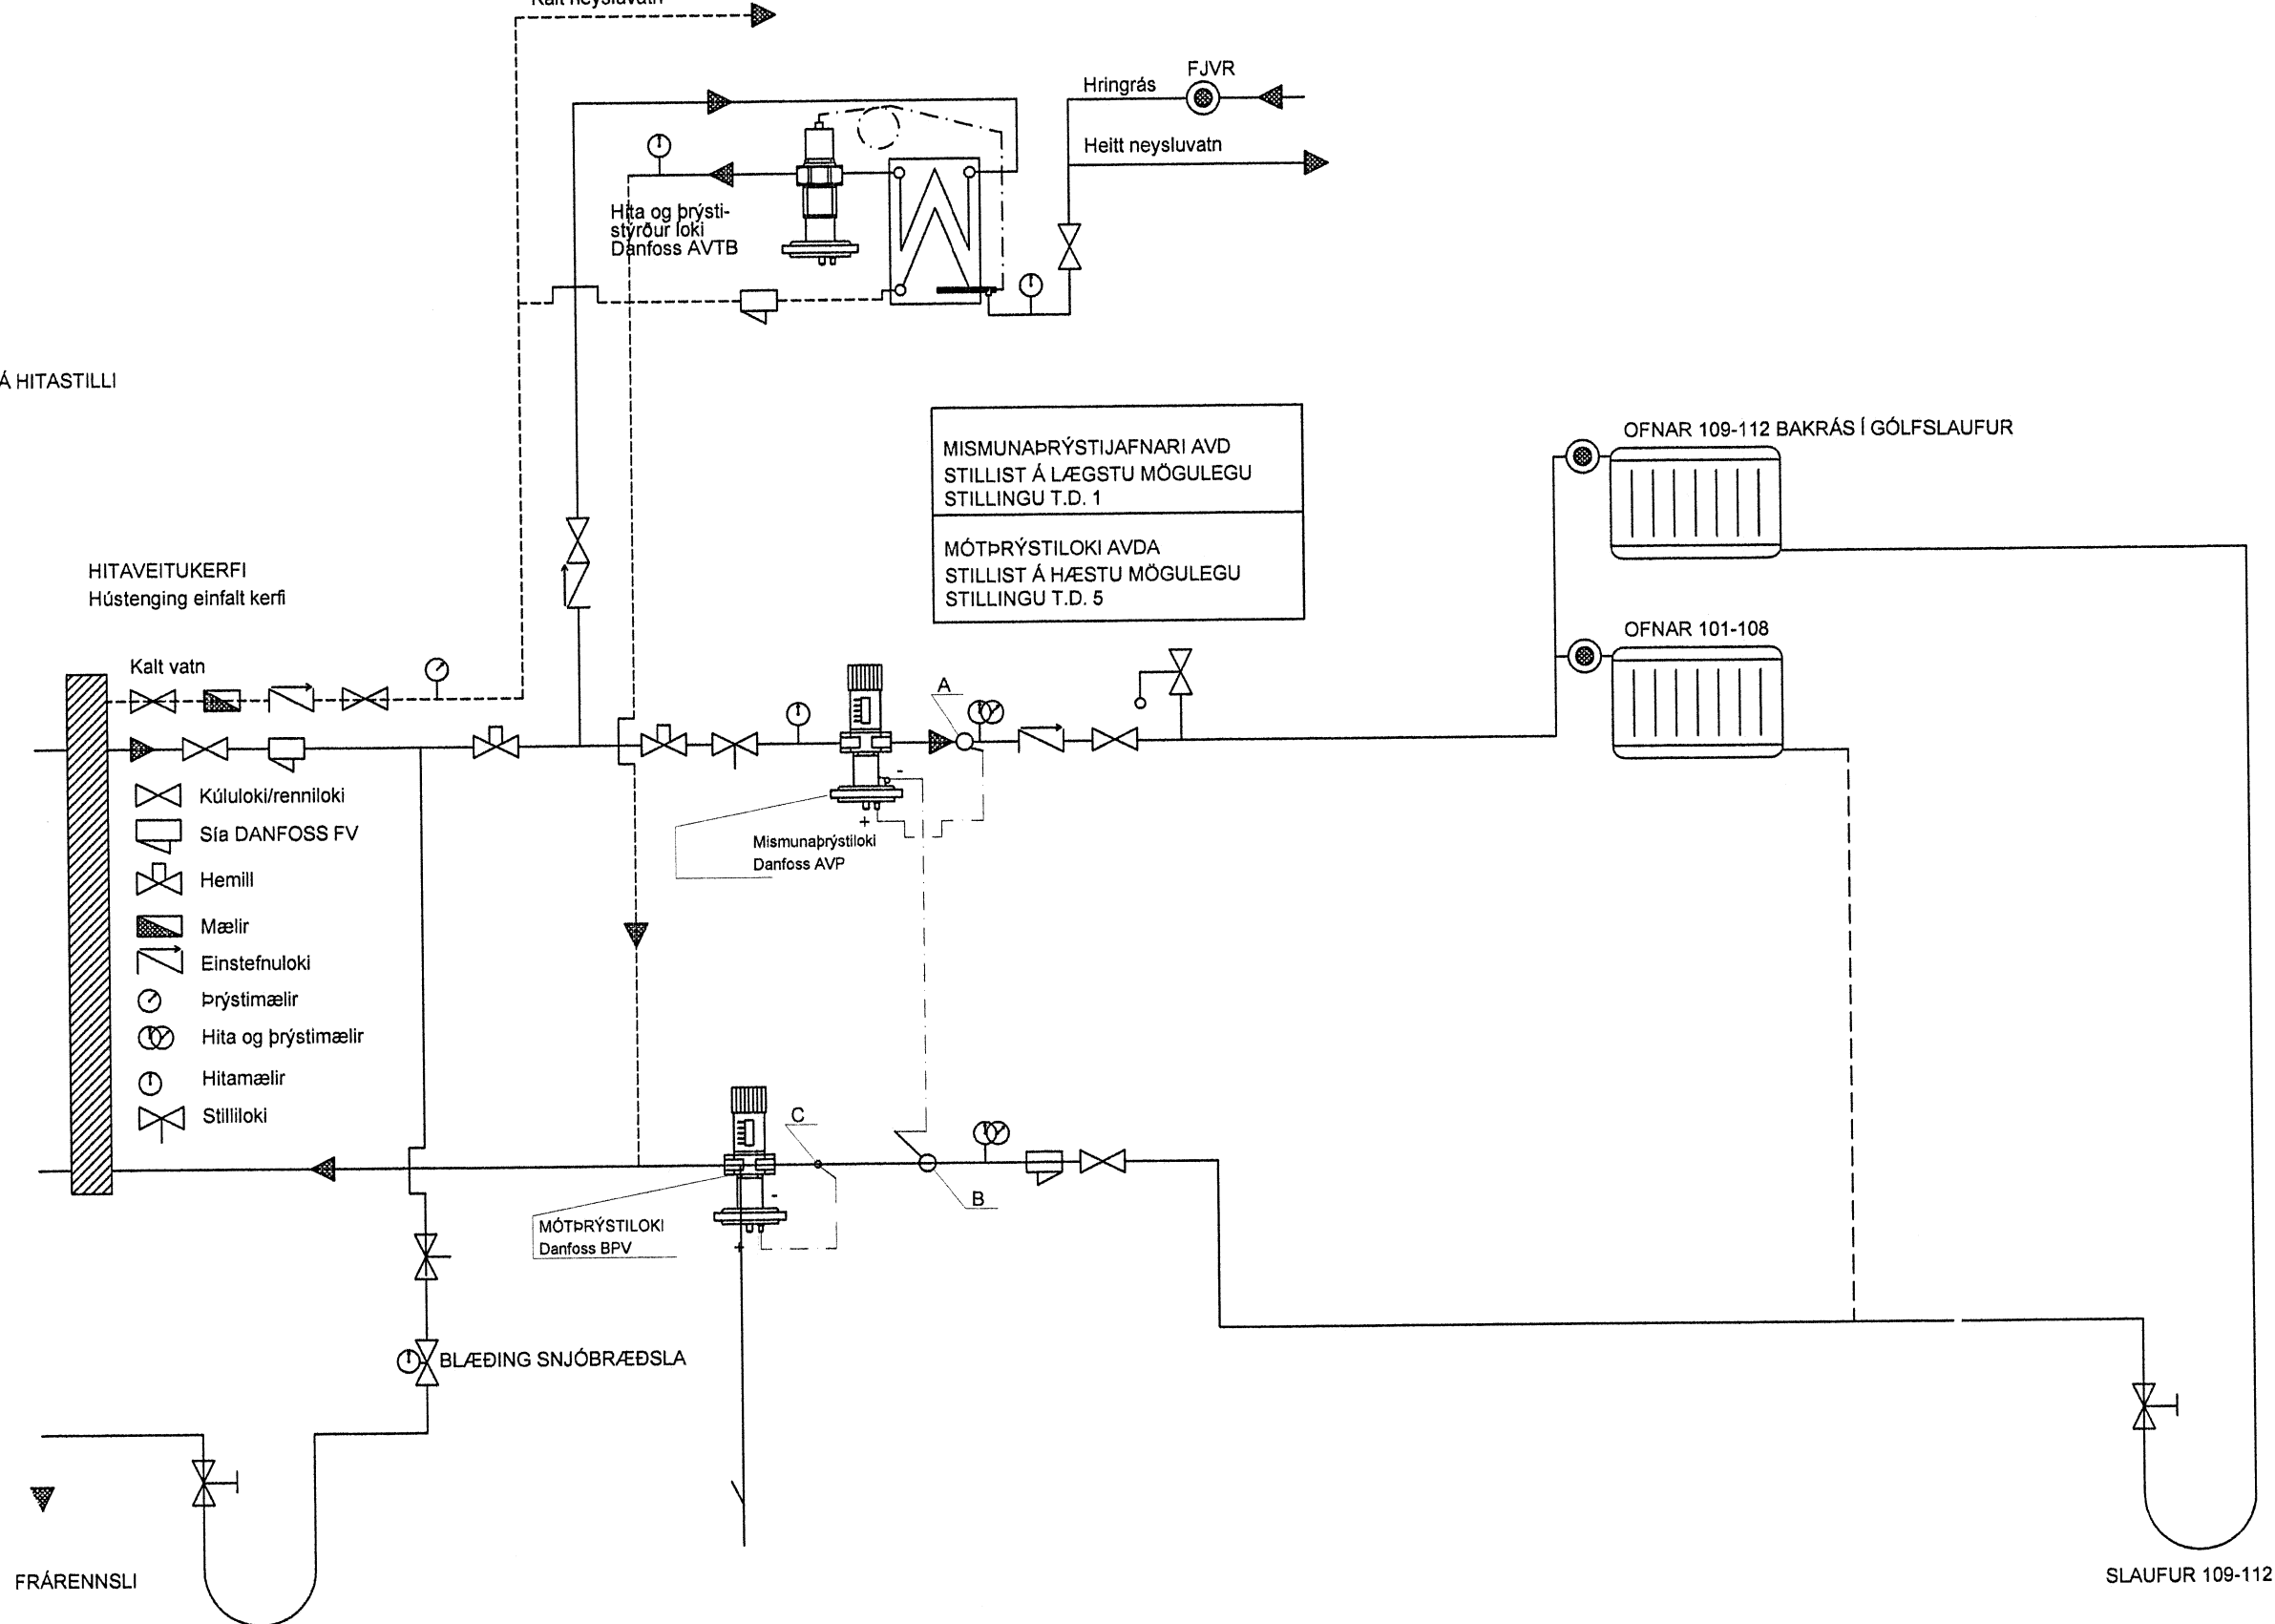 Kalt neysluvatn
FJVR
Hringrás
Heitt neysluvatn
Hita og þrýsti-
stýrður loki
Danfoss AVTB
Á HITASTILLI
MISMUNAÞRÝSTIJAFNARI AVD
STILLIST Á LÆGSTU MÖGULEGU
STILLINGU T.D. 1
MÓTÞRÝSTILOKI AVDA
STILLIST Á HÆSTU MÖGULEGU
STILLINGU T.D. 5
OFNAR 109-112 BAKRÁS Í GÓLFSLAUFUR
OFNAR 101-108
HITAVEITUKERFI
Hústenging einfalt kerfi
Kalt vatn
A
-
+
Mismunaþrýstiloki
Danfoss AVP
Kúluloki/renniloki
Sía DANFOSS FV
Hemill
Mælir
Einstefnuloki
Þrýstimælir
Hita og þrýstimælir
Hitamælir
Stilliloki
C
B
-
+
MÓTÞRÝSTILOKI
Danfoss BPV
BLÆÐING SNJÓBRÆÐSLA
FRÁRENNSLI
SLAUFUR 109-112